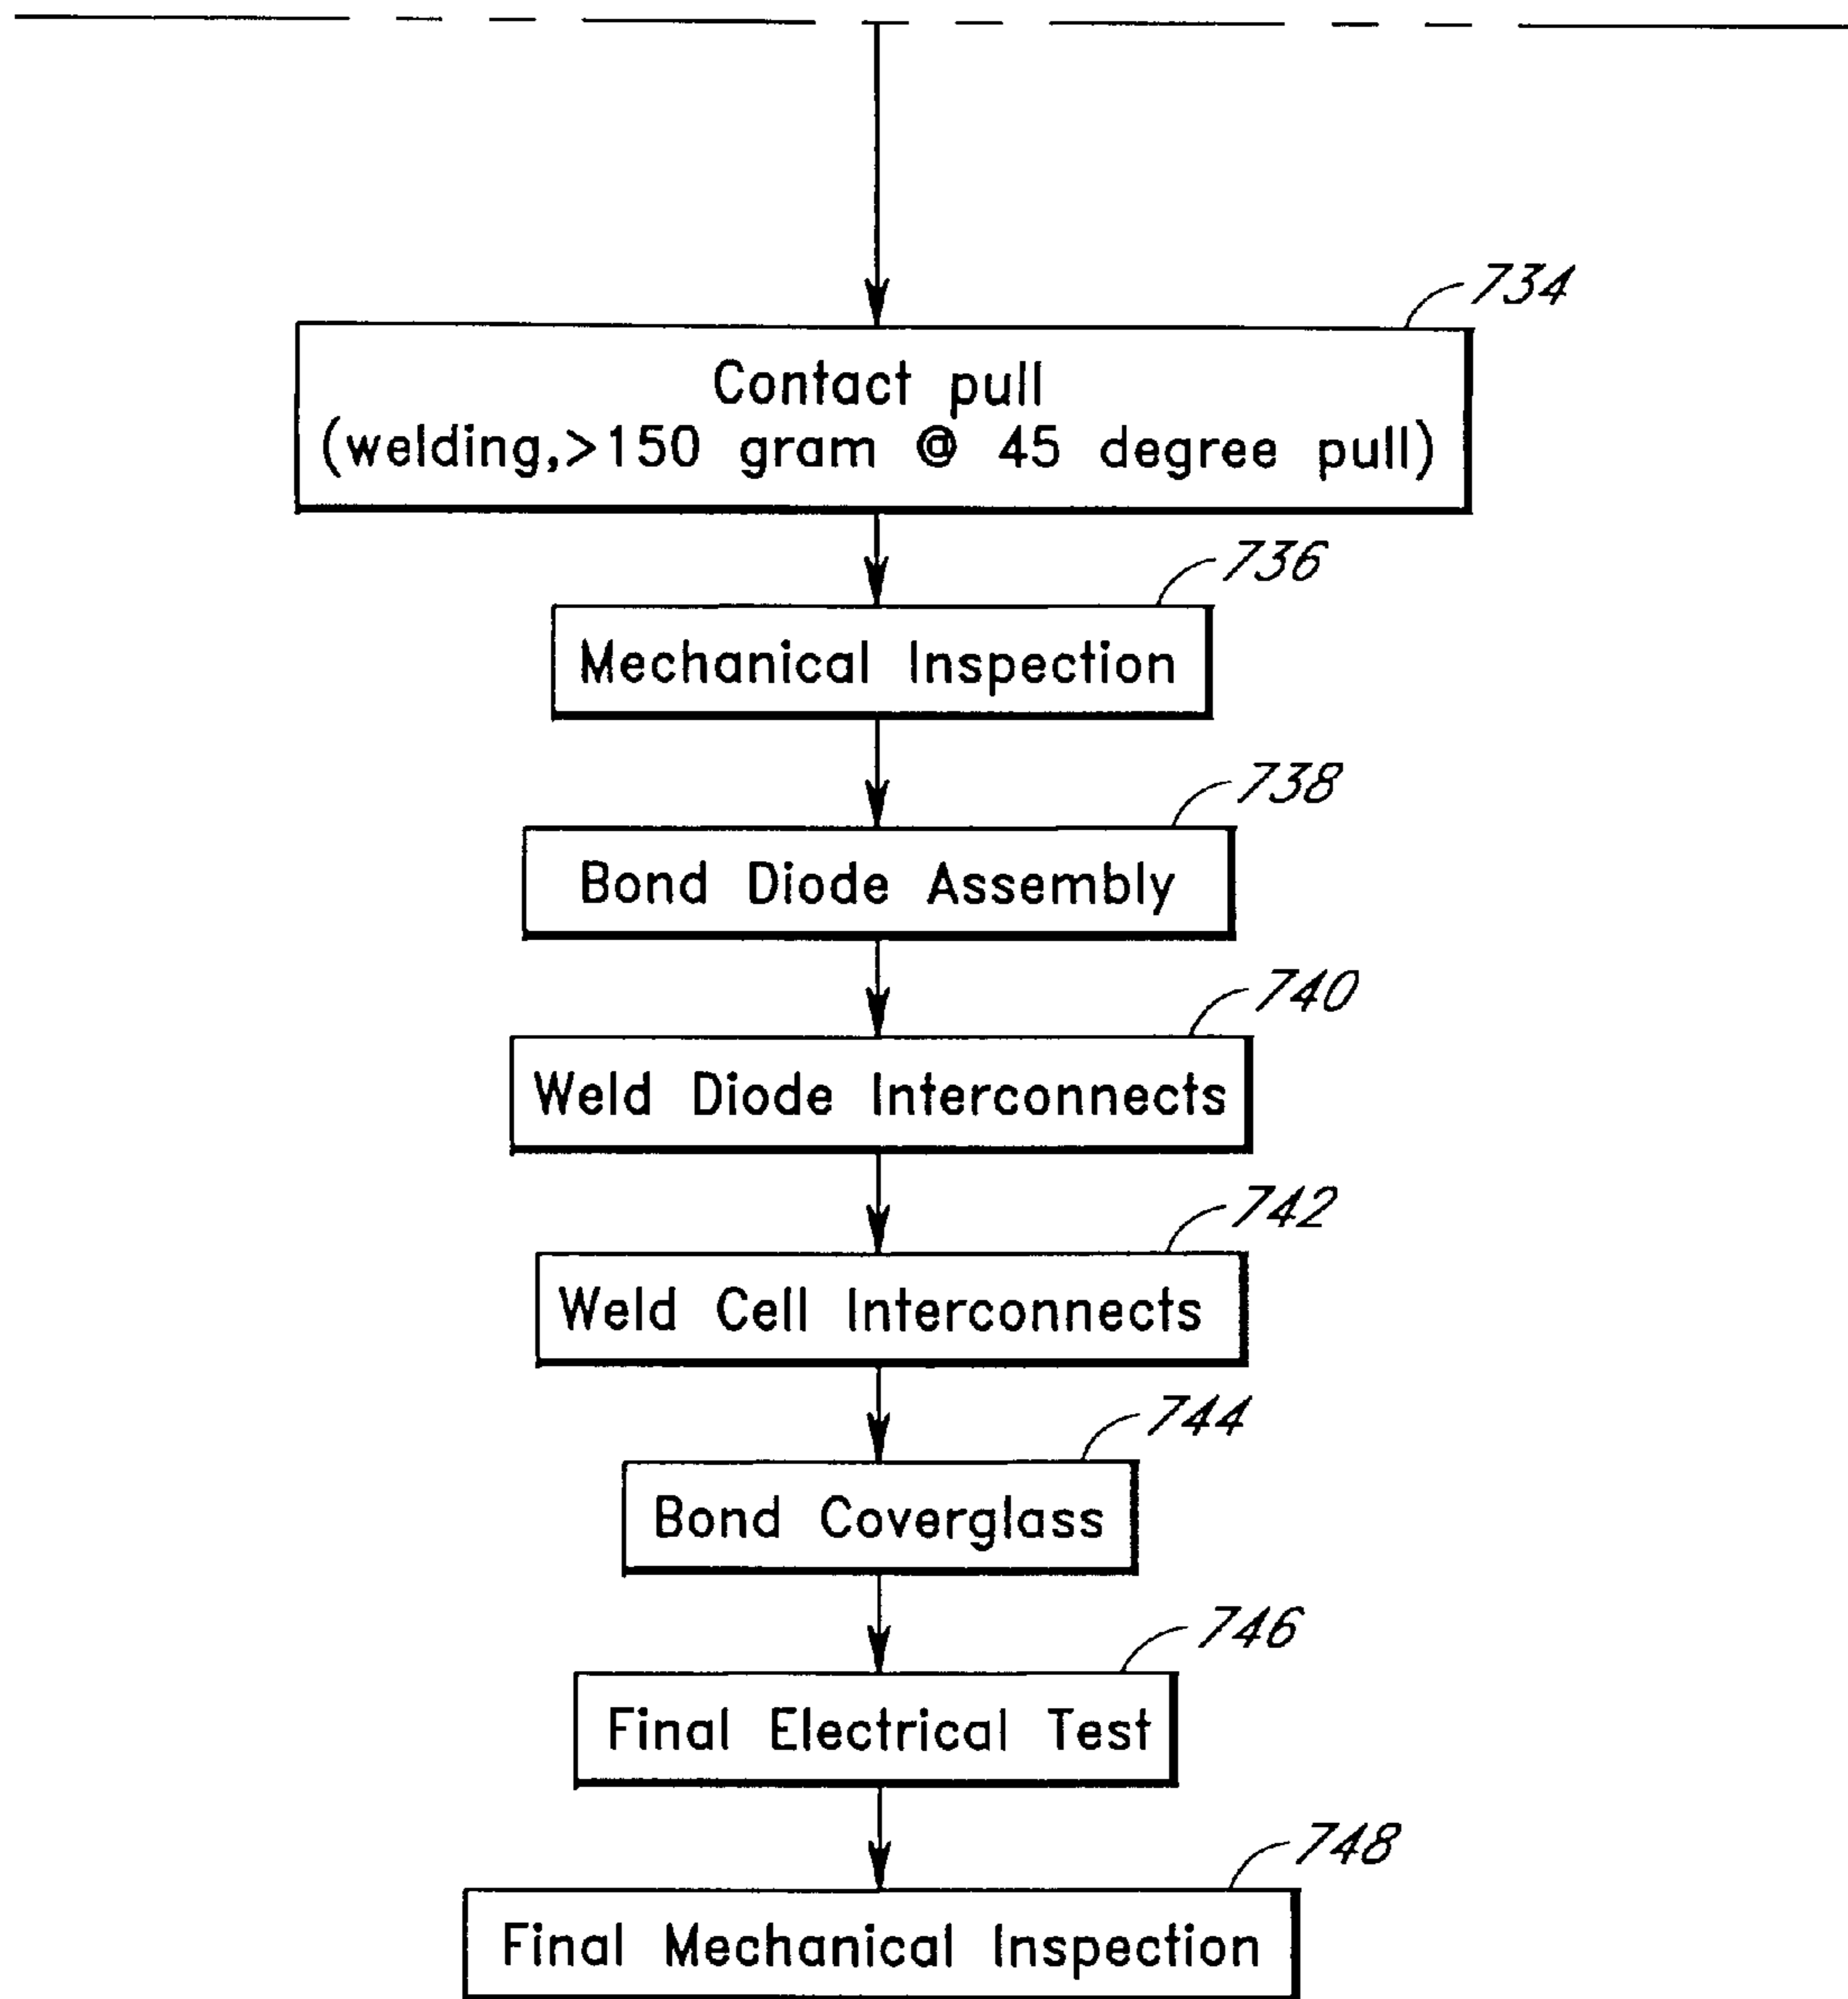 734
Contact pull
(welding,>150 gram @ 45 degree pull)
736
Mechanical Inspection
738
Bond Diode Assembly
740
Weld Diode Interconnects
742
Weld Cell Interconnects
744
Bond Coverglass
746
Final Electrical Test
748
Final Mechanical Inspection